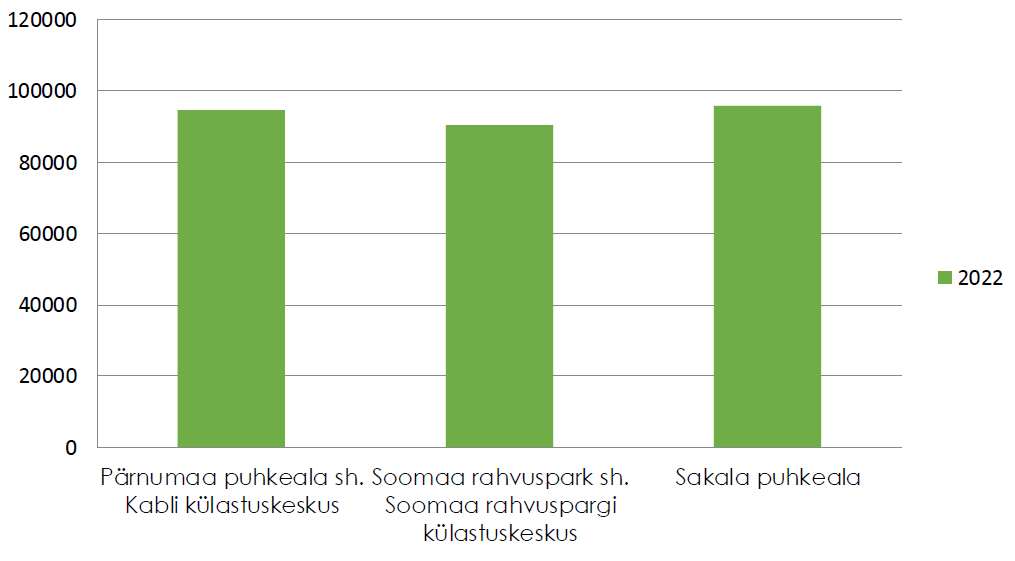 120000
100000
80000
60000
40000
20000
0
Pärnumaa puhkeala sh.
Kabli külastuskeskus
Soomaa rahvuspark sh.
Soomaa rahvuspargi
külastuskeskus
Sakala puhkeala
2022